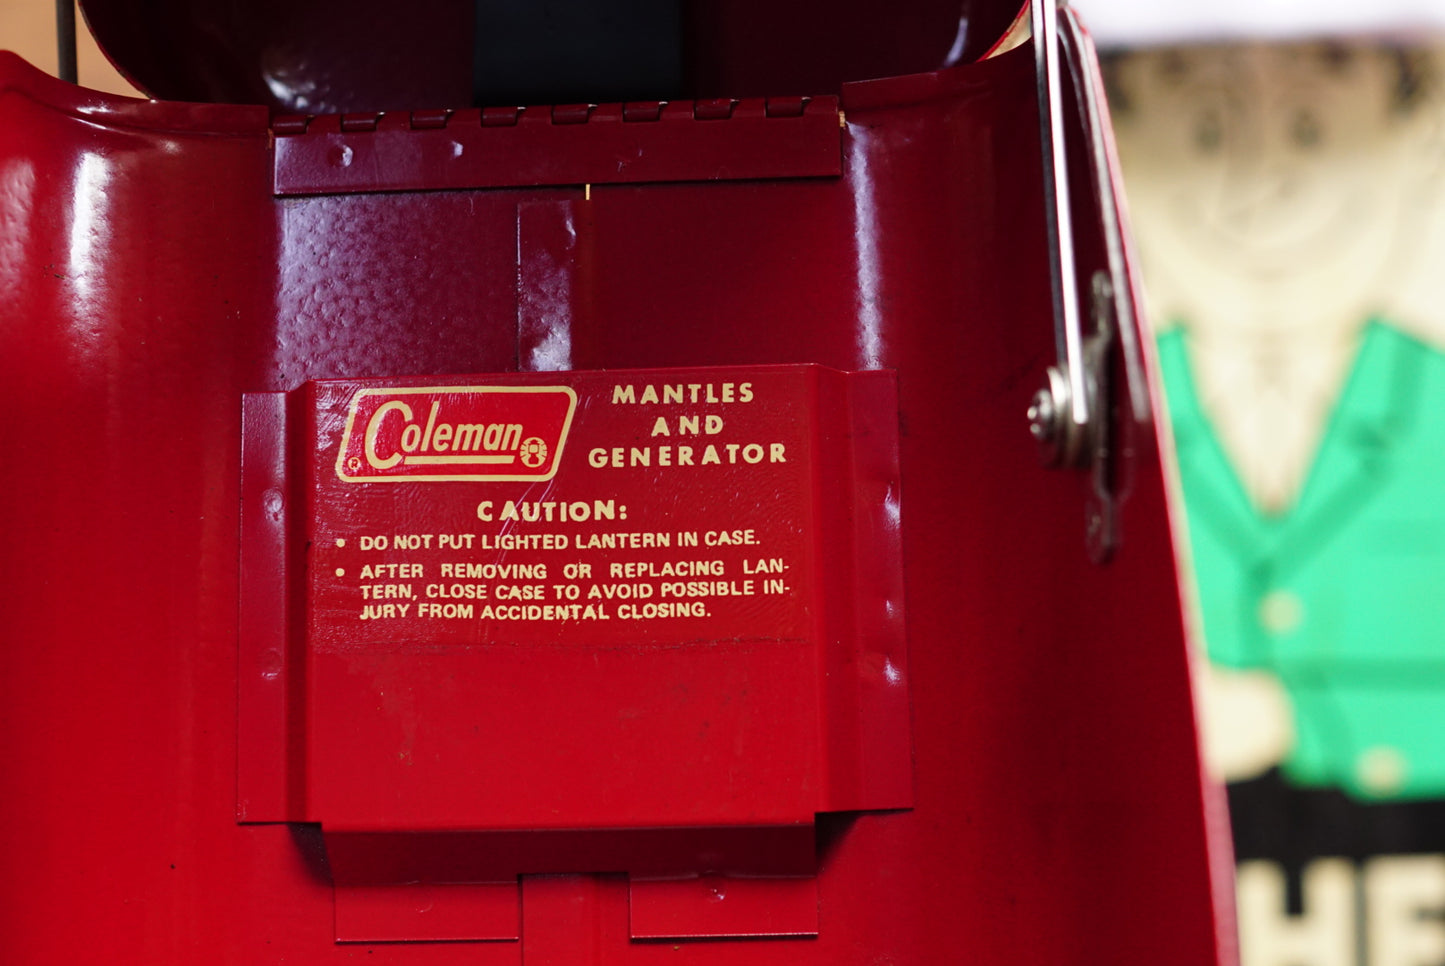 Coleman
®
MANTLES
AND
GENERATOR
CAUTION:
• DO NOT PUT LIGHTED LANTERN IN CASE.
• AFTER REMOVING OR REPLACING LAN-
TERN, CLOSE CASE TO AVOID POSSIBLE IN-
JURY FROM ACCIDENTAL CLOSING.
HE